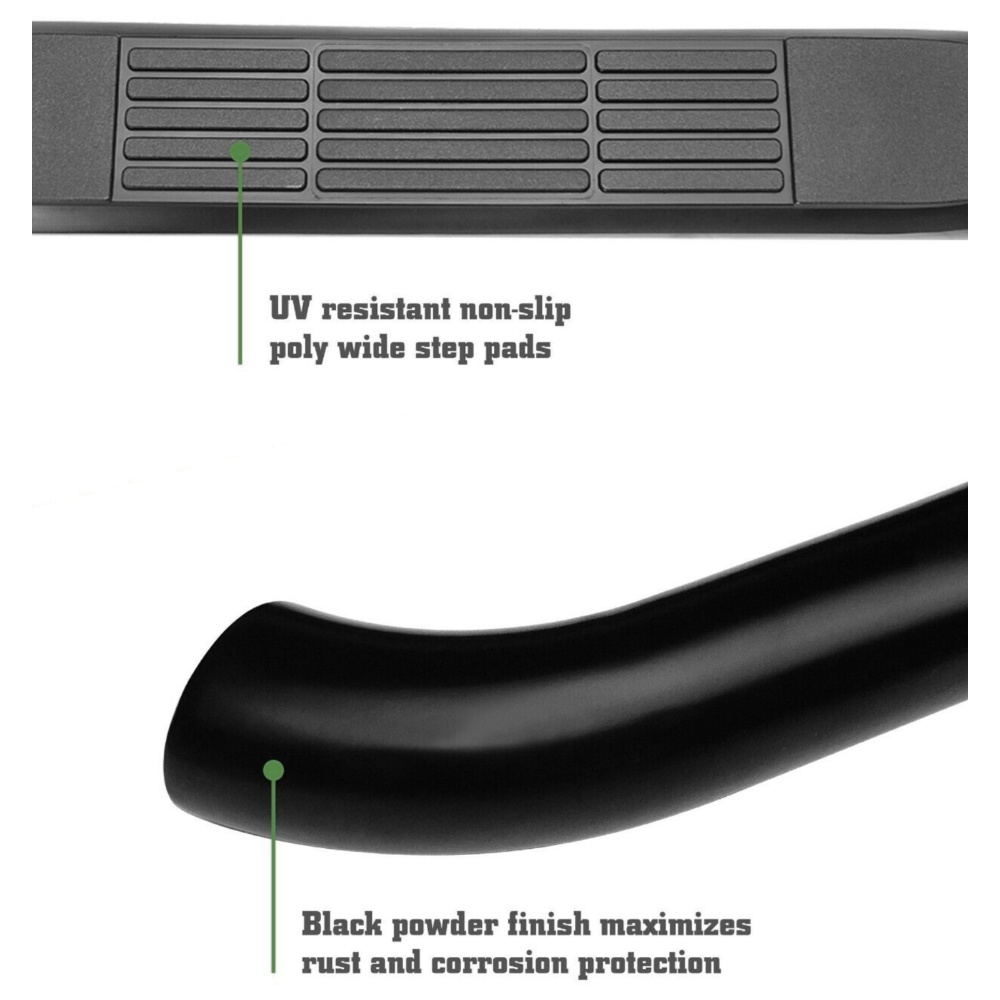 UV resistant non-slip
poly wide step pads
Black powder finish maximizes
rust and corrosion protection